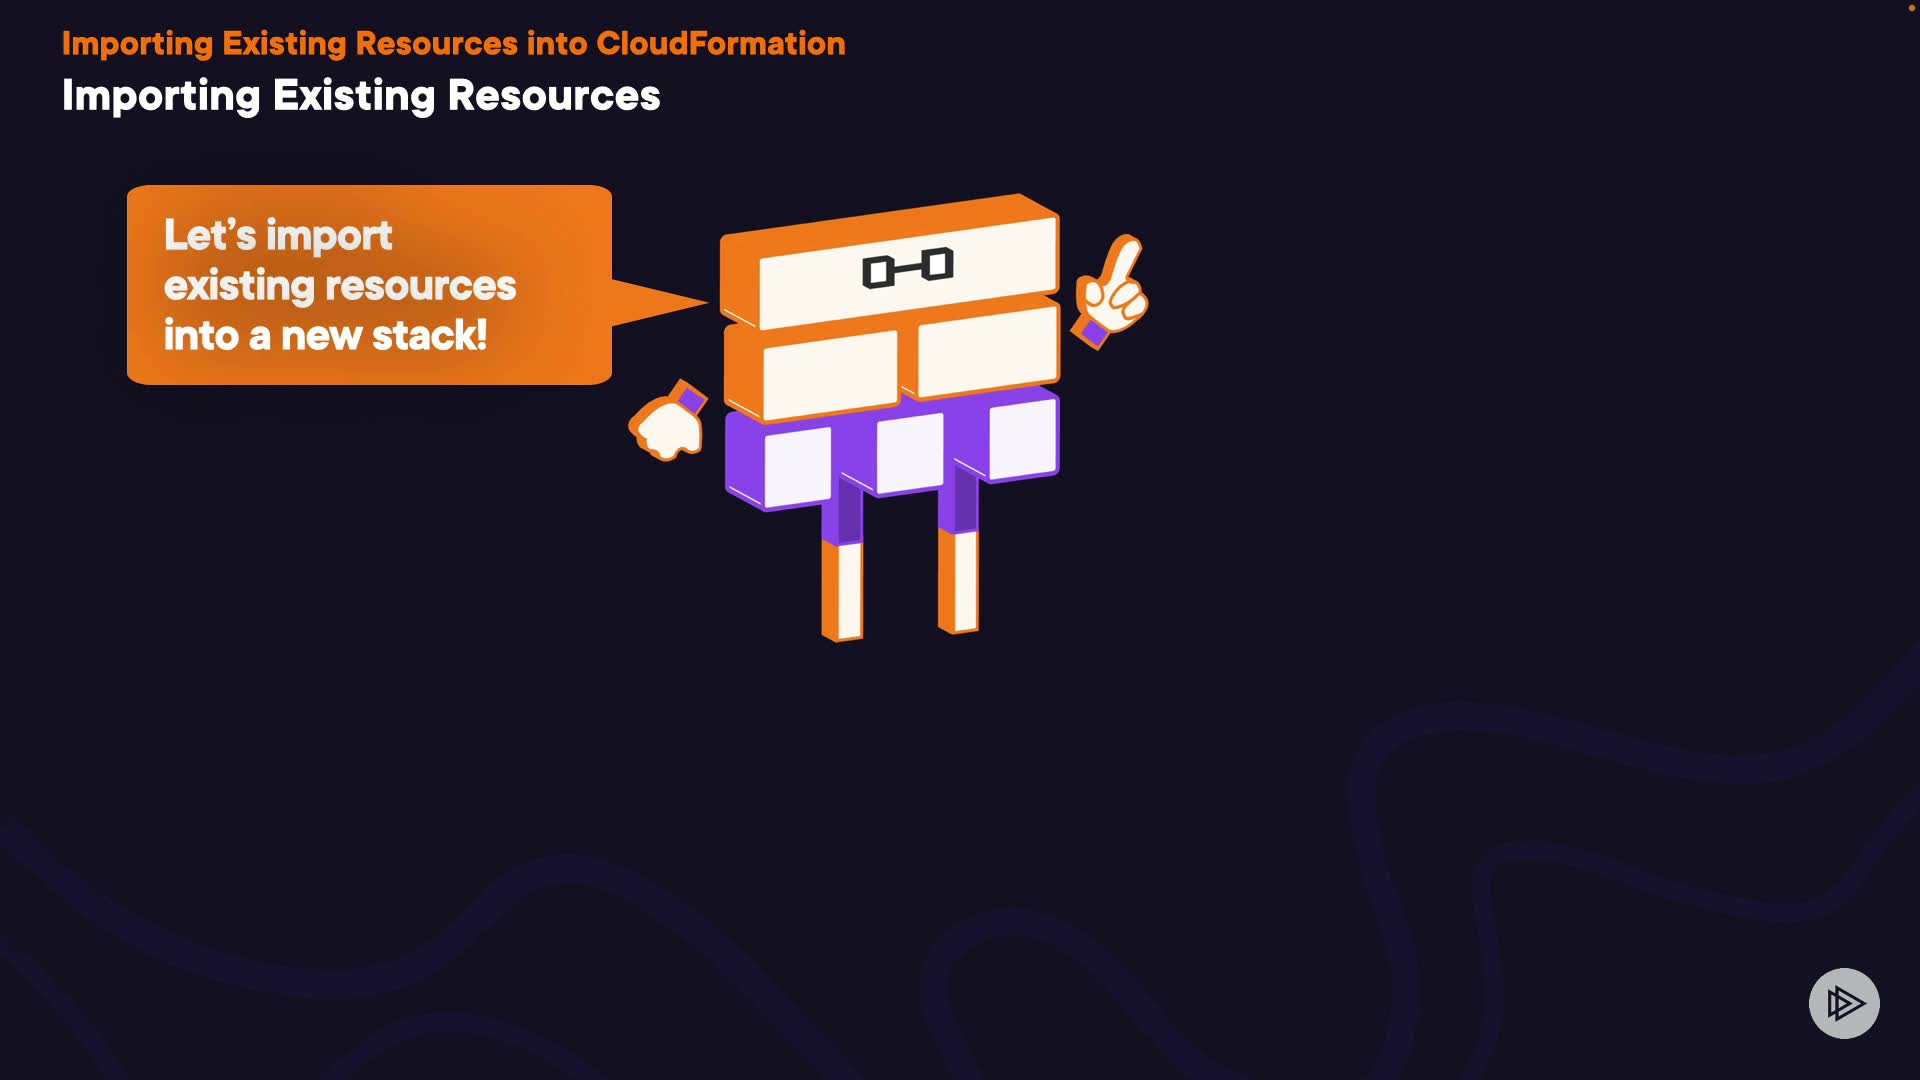 Importing Existing Resources into CloudFormation
Importing Existing Resources
Let’s import
existing resources
into a new stack!